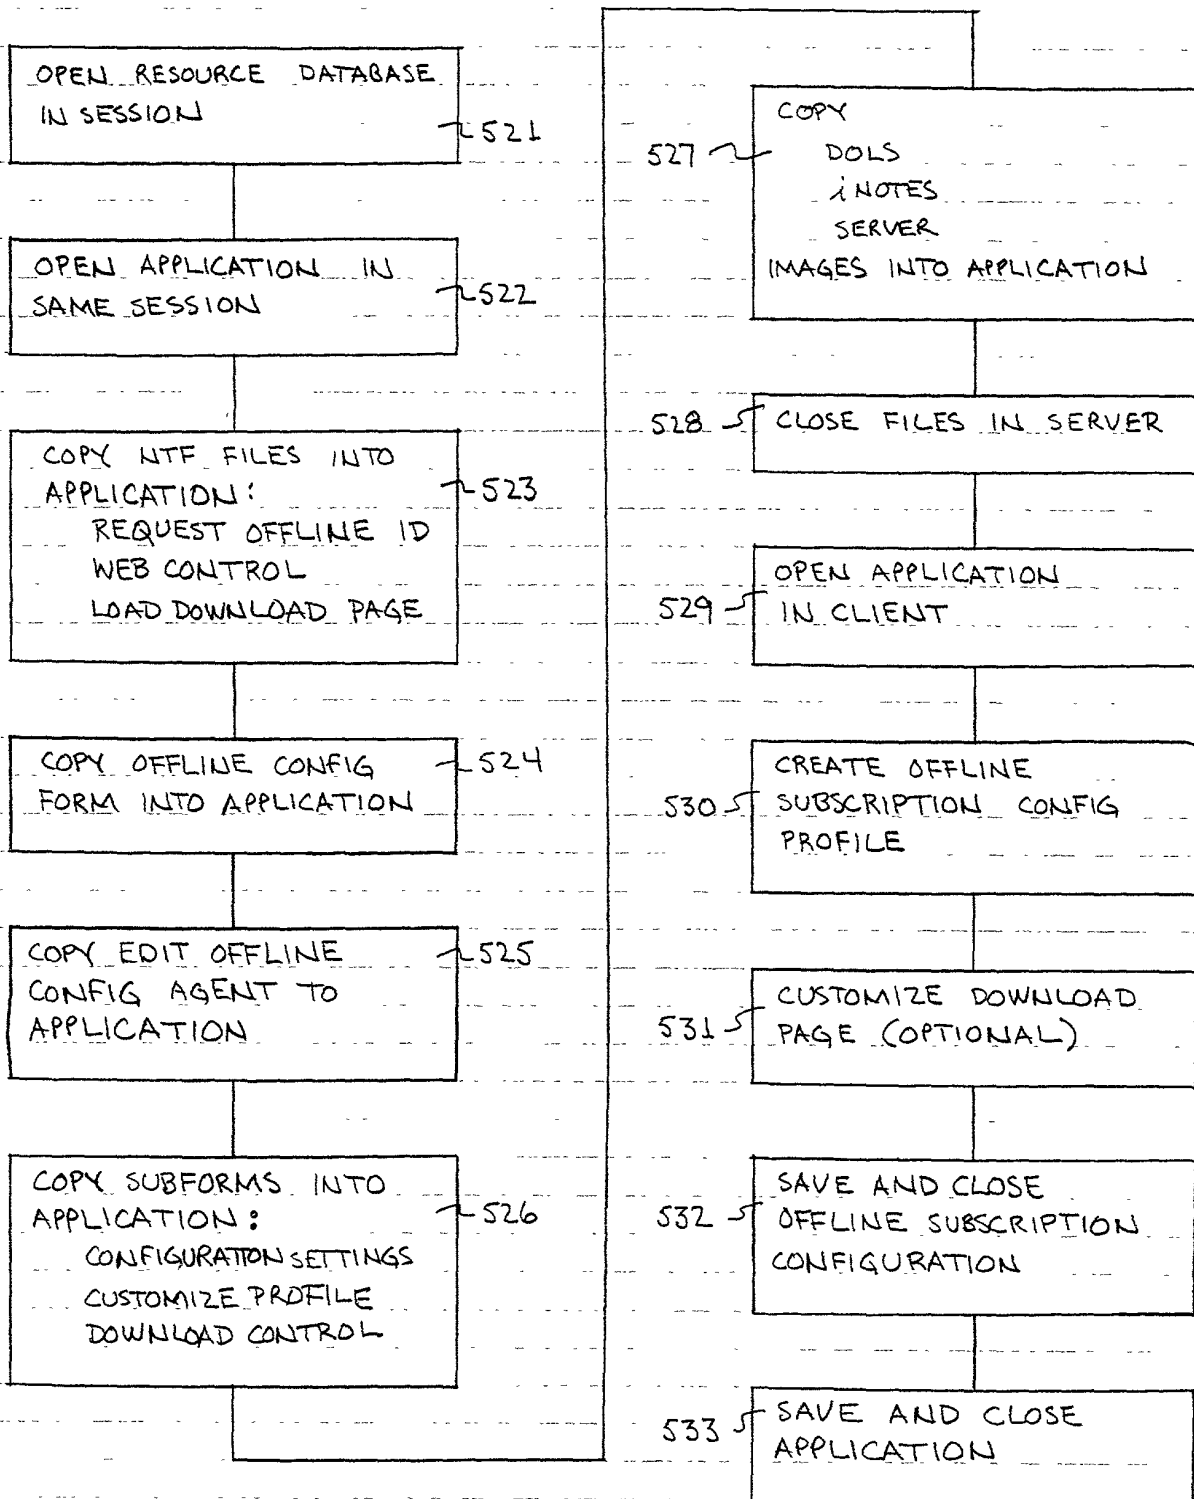 OPEN RESOURCE DATABASE
IN SESSION
521
OPEN APPLICATION IN
SAME SESSION
522
COPY NTF FILES INTO
APPLICATION:
523
REQUEST OFFLINE ID
WEB CONTROL
LOAD DOWNLOAD PAGE
COPY OFFLINE CONFIG
FORM INTO APPLICATION
524
COPY EDIT OFFLINE
CONFIG AGENT TO
APPLICATION
525
COPY SUBFORMS INTO
APPLICATION:
526
CONFIGURATION SETTINGS
CUSTOMIZE PROFILE
DOWNLOAD CONTROL
527
COPY
DOLS
iNOTES
SERVER
IMAGES INTO APPLICATION
528
CLOSE FILES IN SERVER
529
OPEN APPLICATION
IN CLIENT
530
CREATE OFFLINE
SUBSCRIPTION CONFIG
PROFILE
531
CUSTOMIZE DOWNLOAD
PAGE (OPTIONAL)
532
SAVE AND CLOSE
OFFLINE SUBSCRIPTION
CONFIGURATION
533
SAVE AND CLOSE
APPLICATION